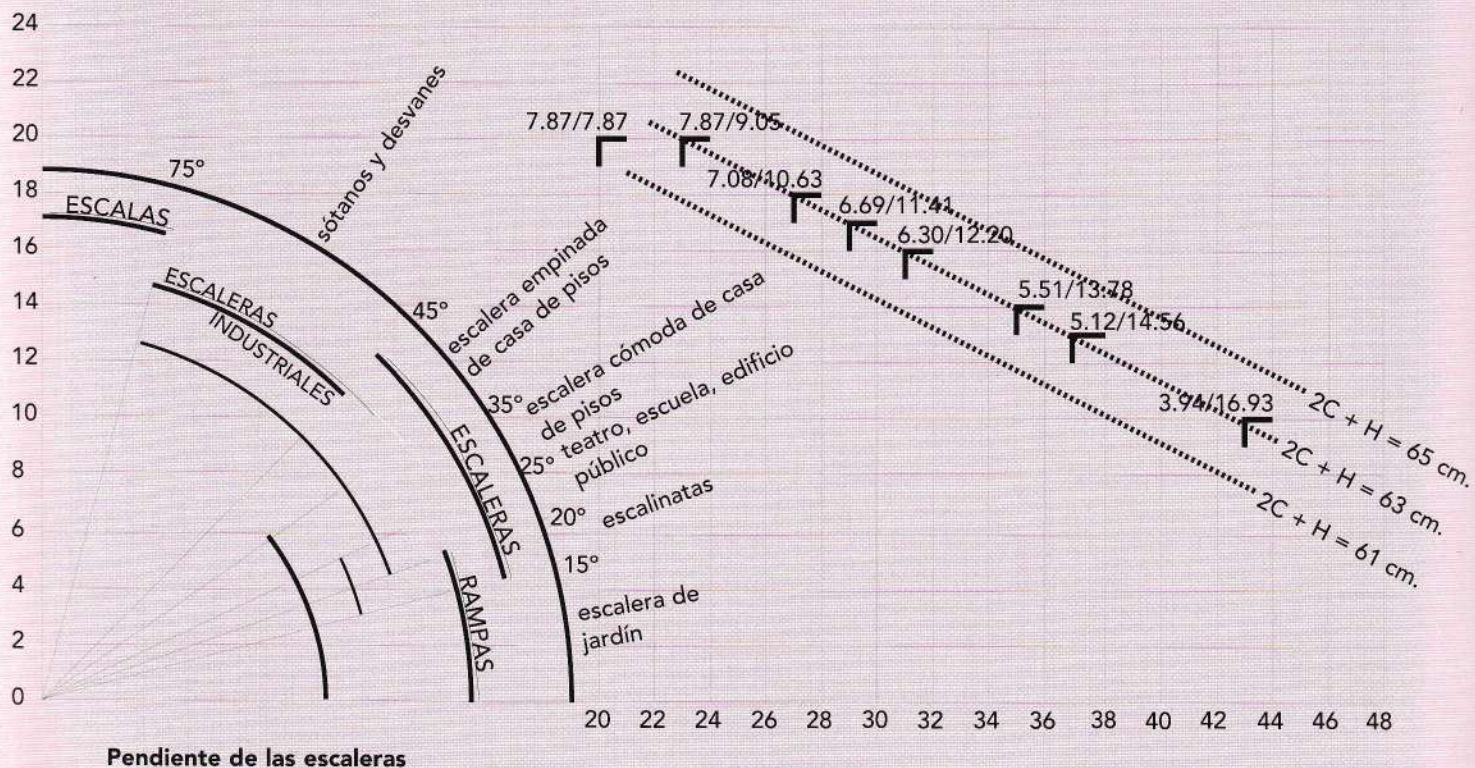 24
22
20
18
16
14
12
10
8
6
4
2
0
75°
ESCALAS
ESCALERAS
INDUSTRIALES
sótanos y desvanes
45°
escalera empinada
de casa de pisos
35° escalera cómoda de casa
de pisos
25° teatro, escuela, edificio
público
20° escalinatas
15°
escalera de
jardín
ESCALERAS
RAMPAS
7.87/7.87
7.87/9.05
7.08/10.63
6.69/11.41
6.30/12.20
5.51/13.78
5.12/14.56
3.94/16.93
2C + H = 65 cm.
2C + H = 63 cm.
2C + H = 61 cm.
20 22 24 26 28 30 32 34 36 38 40 42 44 46 48
Pendiente de las escaleras